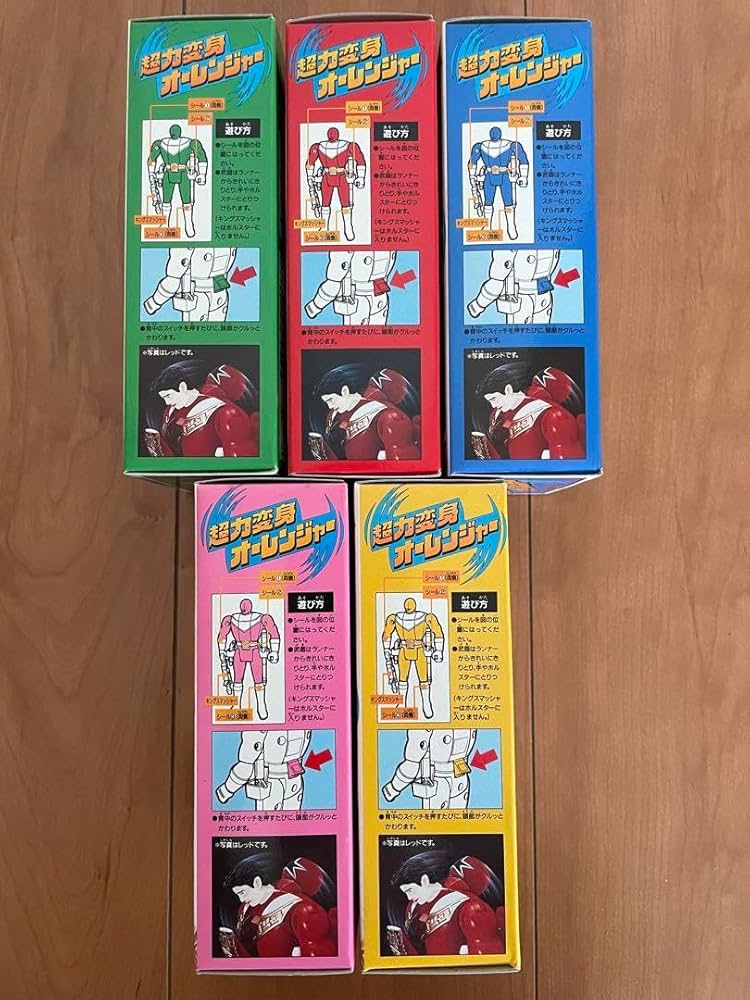 超力変身
オーレンジャー
シール①(両側)
シール②
遊び方
●シールを図の位
置にはってくだ
さい。
●武器はランナー
からきれいにき
りとり、手やホル
スターにとりつ
けられます。
(キングスマッシャ
ーはホルスターに
入りません。)
キングスマッシャー
シール③(両側)
●背中のスイッチを押すたびに、頭部がクルッと
かわります。
※写真はレッドです。
超力変身
オーレンジャー
シール①(両側)
シール②
遊び方
●シールを図の位
置にはってくだ
さい。
●武器はランナー
からきれいにき
りとり、手やホル
スターにとりつ
けられます。
(キングスマッシャ
ーはホルスターに
入りません。)
キングスマッシャー
シール③(両側)
●背中のスイッチを押すたびに、頭部がクルッと
かわります。
※写真はレッドです。
超力変身
オーレンジャー
シール①(両側)
シール②
遊び方
●シールを図の位
置にはってくだ
さい。
●武器はランナー
からきれいにき
りとり、手やホル
スターにとりつ
けられます。
(キングスマッシャ
ーはホルスターに
入りません。)
キングスマッシャー
シール③(両側)
●背中のスイッチを押すたびに、頭部がクルッと
かわります。
※写真はレッドです。
超力変身
オーレンジャー
シール①(両側)
シール②
遊び方
●シールを図の位
置にはってくだ
さい。
●武器はランナー
からきれいにき
りとり、手やホル
スターにとりつ
けられます。
(キングスマッシャ
ーはホルスターに
入りません。)
キングスマッシャー
シール③(両側)
●背中のスイッチを押すたびに、頭部がクルッと
かわります。
※写真はレッドです。
超力変身
オーレンジャー
シール①(両側)
シール②
遊び方
●シールを図の位
置にはってくだ
さい。
●武器はランナー
からきれいにき
りとり、手やホル
スターにとりつ
けられます。
(キングスマッシャ
ーはホルスターに
入りません。)
キングスマッシャー
シール③(両側)
●背中のスイッチを押すたびに、頭部がクルッと
かわります。
※写真はレッドです。